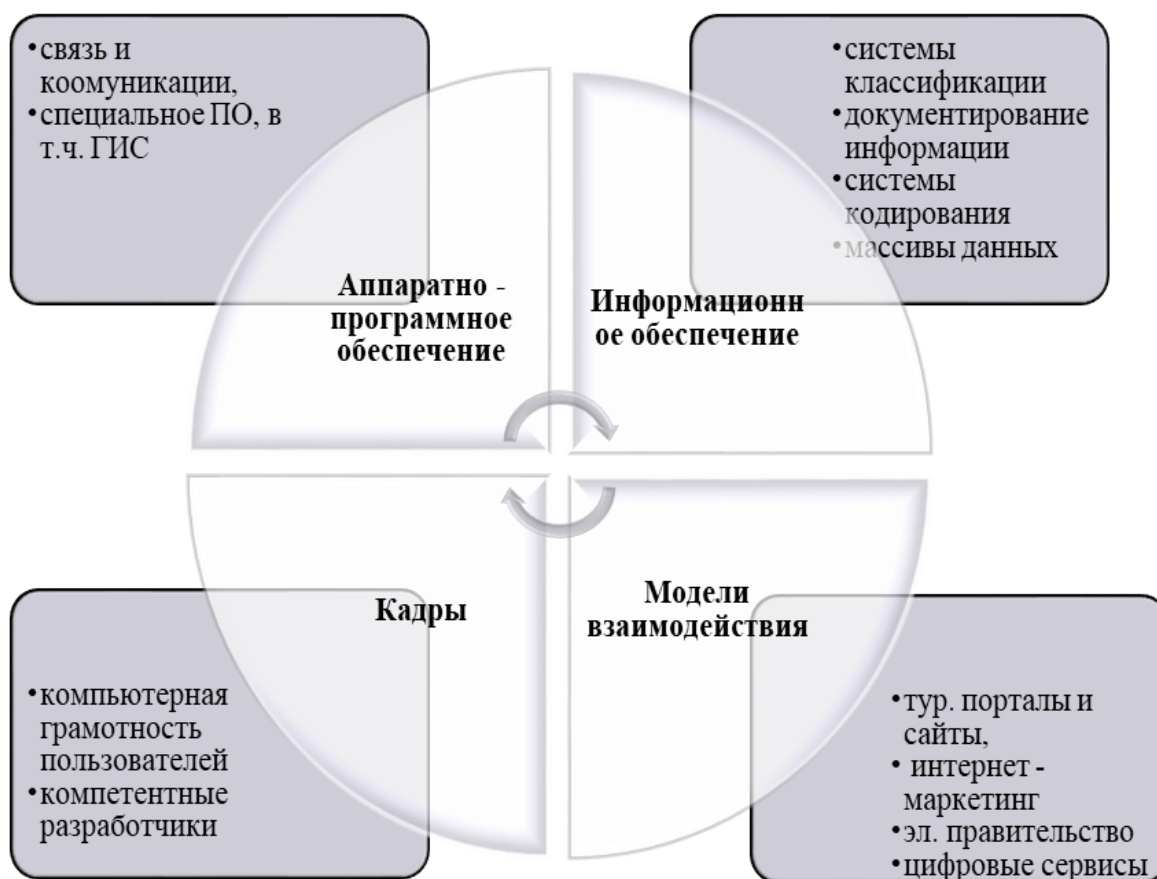 •связь и
коомуникации,
•специальное ПО, в
т.ч. ГИС
•системы
классификации
•документирование
информации
•системы
кодирования
•массивы данных
Аппаратно -
программное
обеспечение
Информационн
ое обеспечение
Кадры
Модели
взаимодействия
•компьютерная
грамотность
пользователей
•компетентные
разработчики
•тур. порталы и
сайты,
• интернет -
маркетинг
•эл. правительство
•цифровые сервисы